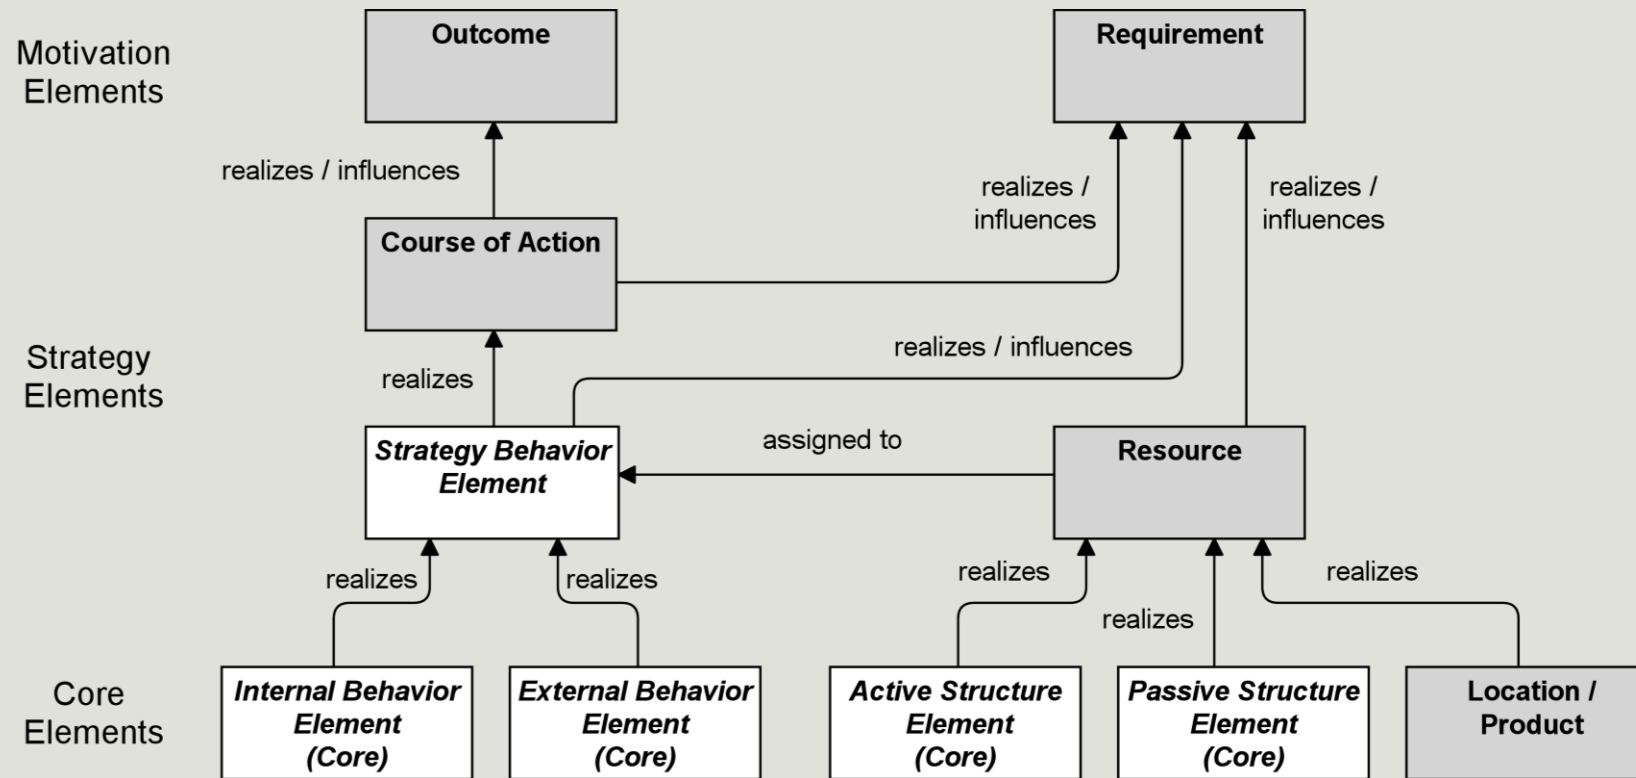 Motivation
Elements
Outcome
Requirement
realizes / influences
realizes /
influences
realizes /
influences
Course of Action
Strategy
Elements
realizes / influences
realizes
Strategy Behavior
Element
assigned to
Resource
realizes
realizes
realizes
realizes
realizes
Core
Elements
Internal Behavior
Element
(Core)
External Behavior
Element
(Core)
Active Structure
Element
(Core)
Passive Structure
Element
(Core)
Location /
Product